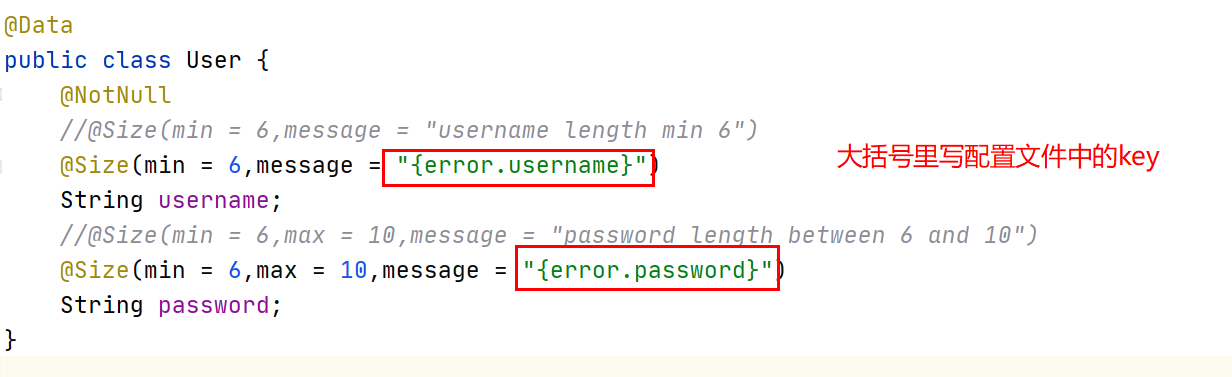 @Data
public class User {
@NotNull
//@Size(min = 6,message = "username length min 6")
@Size(min = 6,message = "{error.username}")
大括号里写配置文件中的key
String username;
//@Size(min = 6,max = 10,message = "password length between 6 and 10")
@Size(min = 6,max = 10,message = "{error.password}")
String password;
}